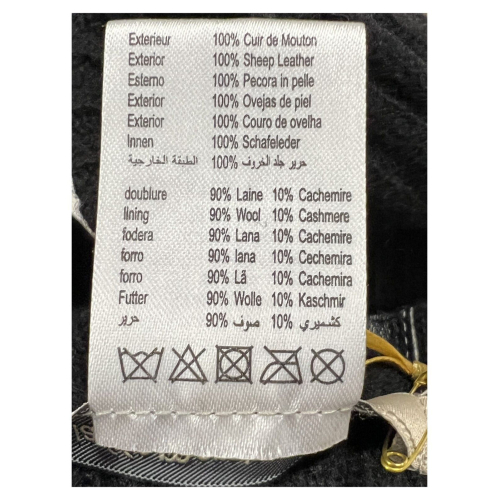 Exterieur 100% Cuir de Mouton
Exterior 100% Sheep Leather
Esterno 100% Pecora in pelle
Exterior 100% Ovejas de piel
Exterior 100% Couro de ovelha
Innen 100% Schafeleder
الطبقة الخارجية 100% حرير جلد الخروف
doublure 90% Laine 10% Cachemire
lining 90% Wool 10% Cashmere
fodera 90% Lana 10% Cechemire
forro 90% lana 10% Cechemira
forro 90% Lã 10% Cachemira
Futter 90% Wolle 10% Kaschmir
حرير 90% صوف 10% كشميري